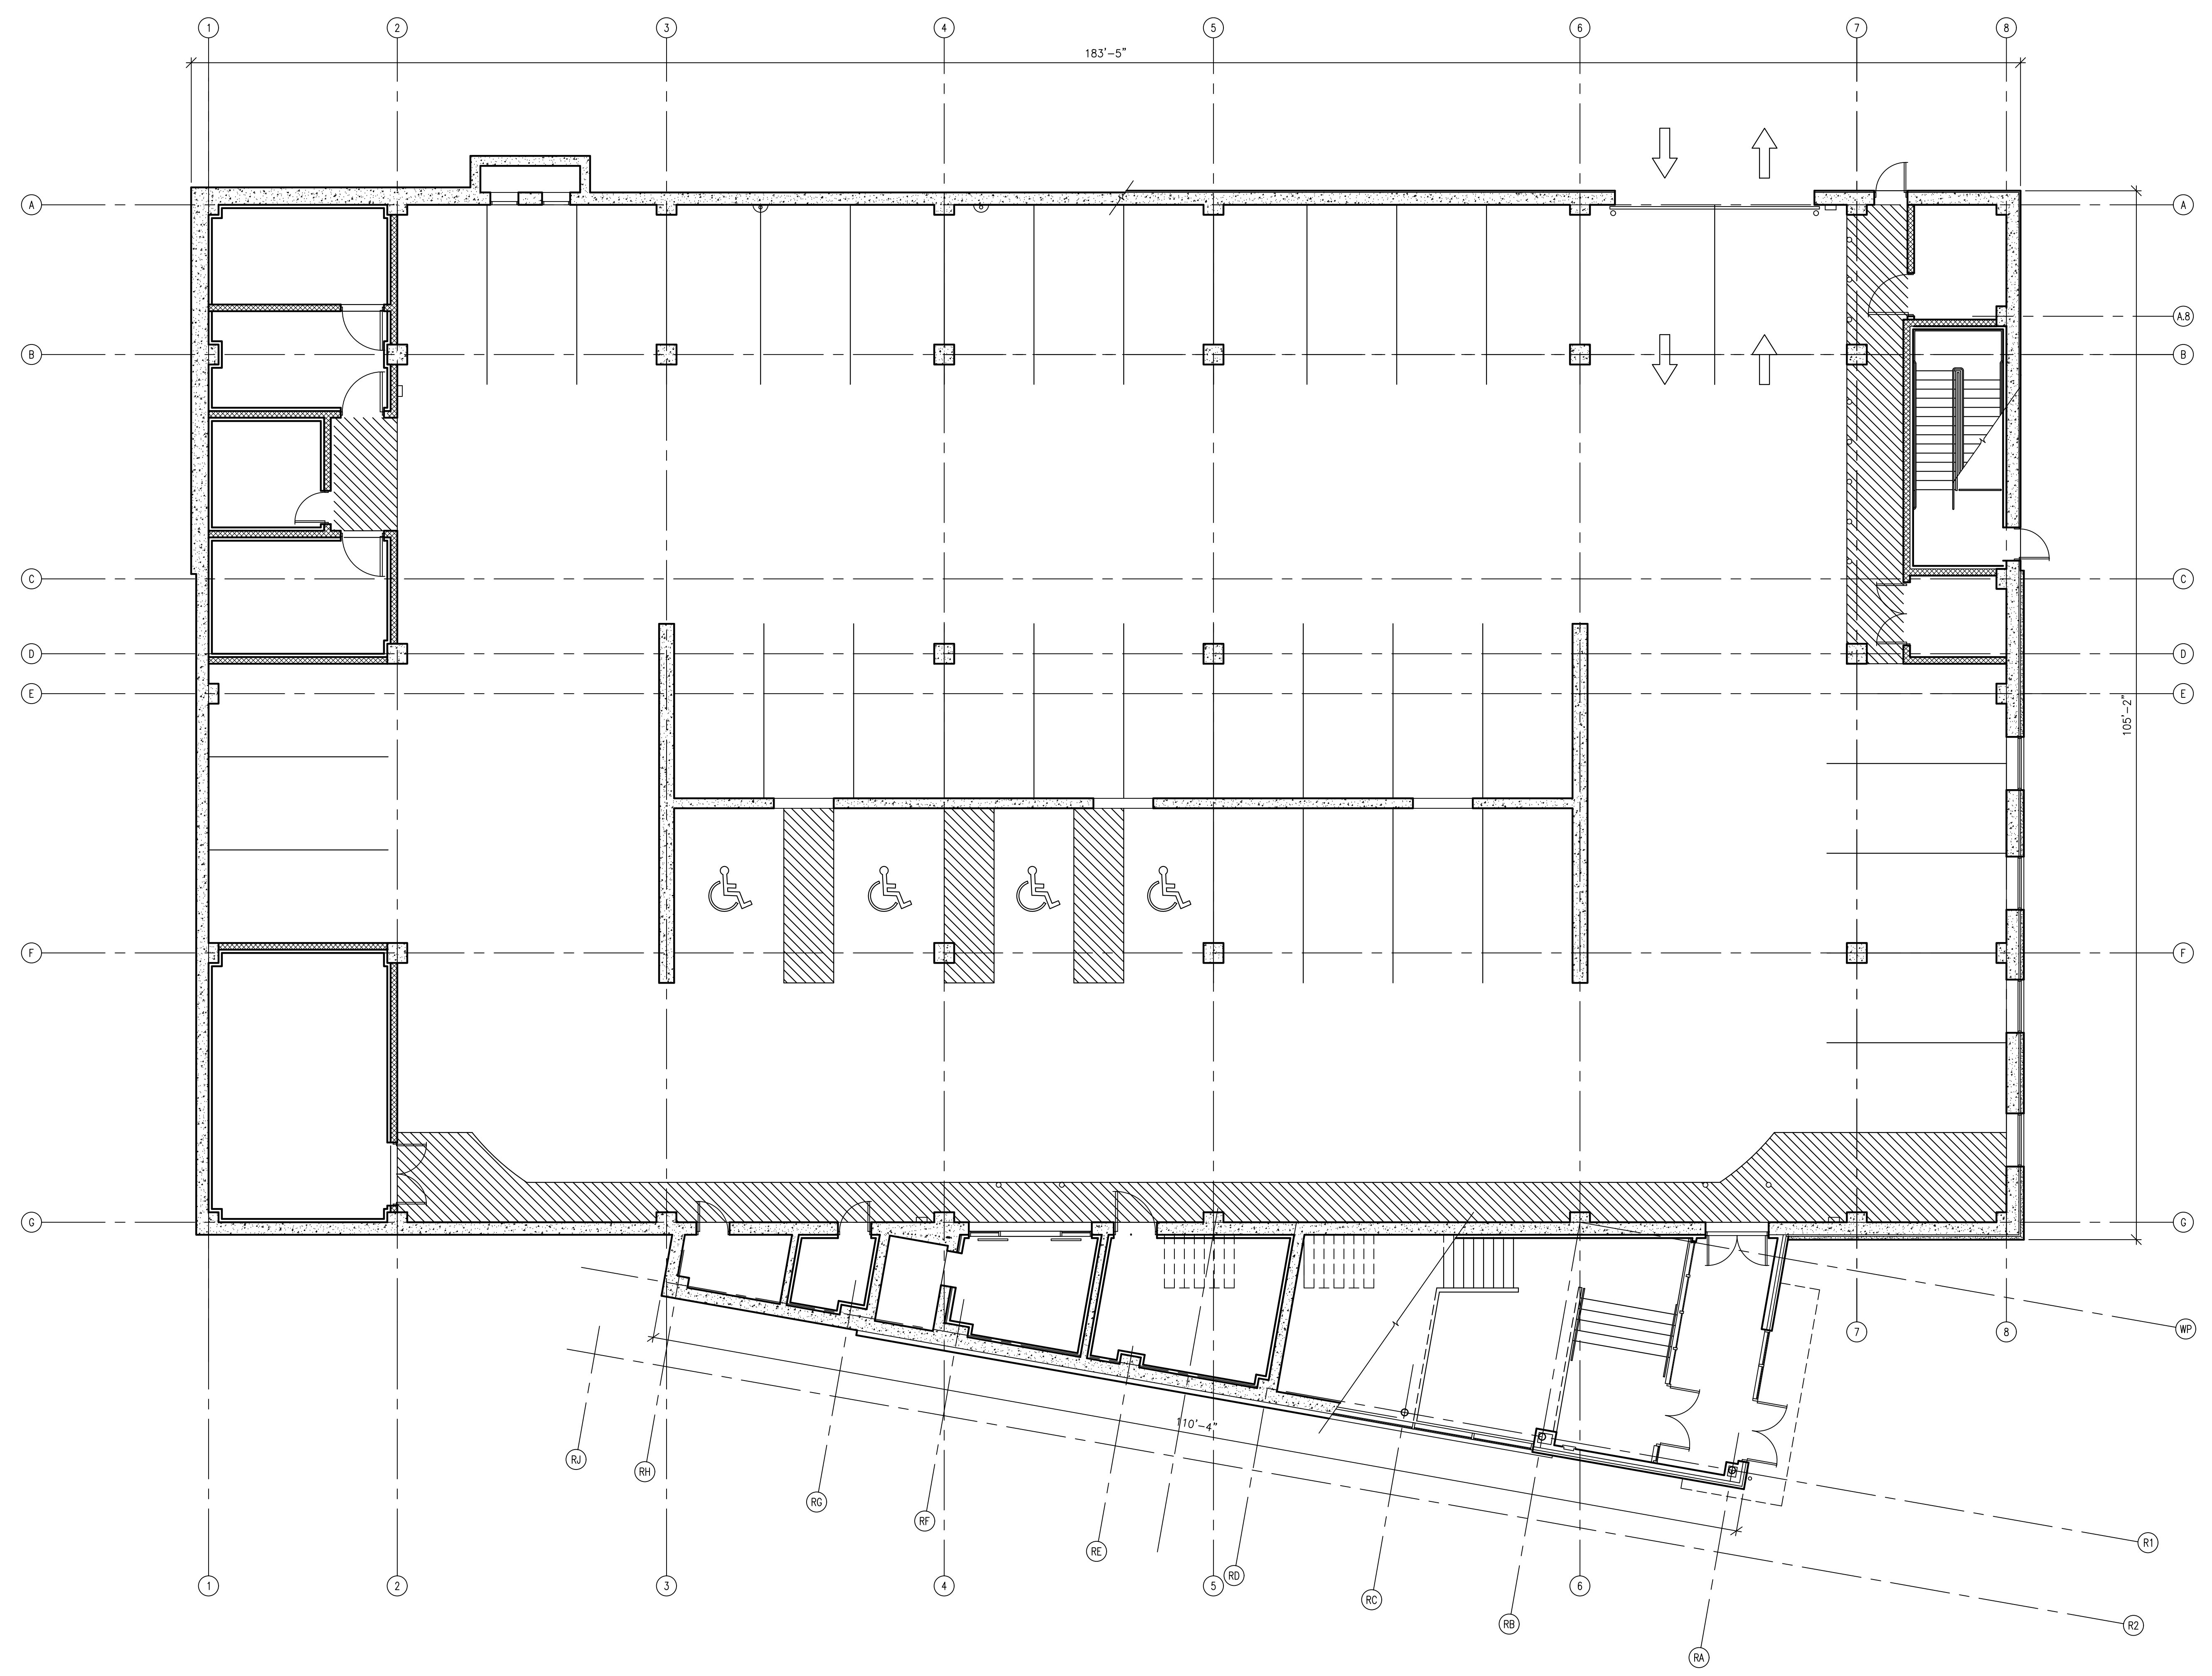 1 2 3 4 5 6 7 8
183'-5"
A A
A.8
B B
C C
D D
E E
105'-2"
F F
G G
7 8
WP
110'-4"
RJ
RH
RG
RF
RE
R1
RD
1 2 3 4 5 6
RC
RB
R2
RA